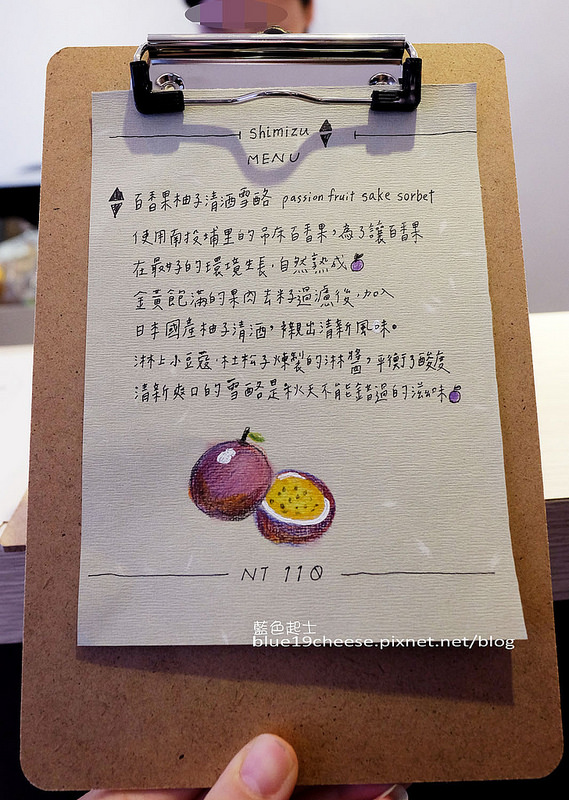 shimizu
MENU
百香果柚子清酒雪酪 passion fruit sake sorbet
使用南投埔里的吊床百香果，為了讓百香果
在最好的環境生長，自然熟成
金黃飽滿的果肉去籽過濾後，加入
日本國產柚子清酒，襯出清新風味。
淋上小豆蔻、杜松子煉製的淋醬，平衡了酸度
清新爽口的雪酪是秋天不能錯過的滋味
NT 110
藍色起士
blue19cheese.pixnet.net/blog